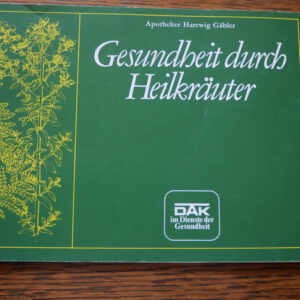 Apotheker Hartwig Gäbler
Gesundheit durch
Heilkräuter
DAK
im Dienste der
Gesundheit